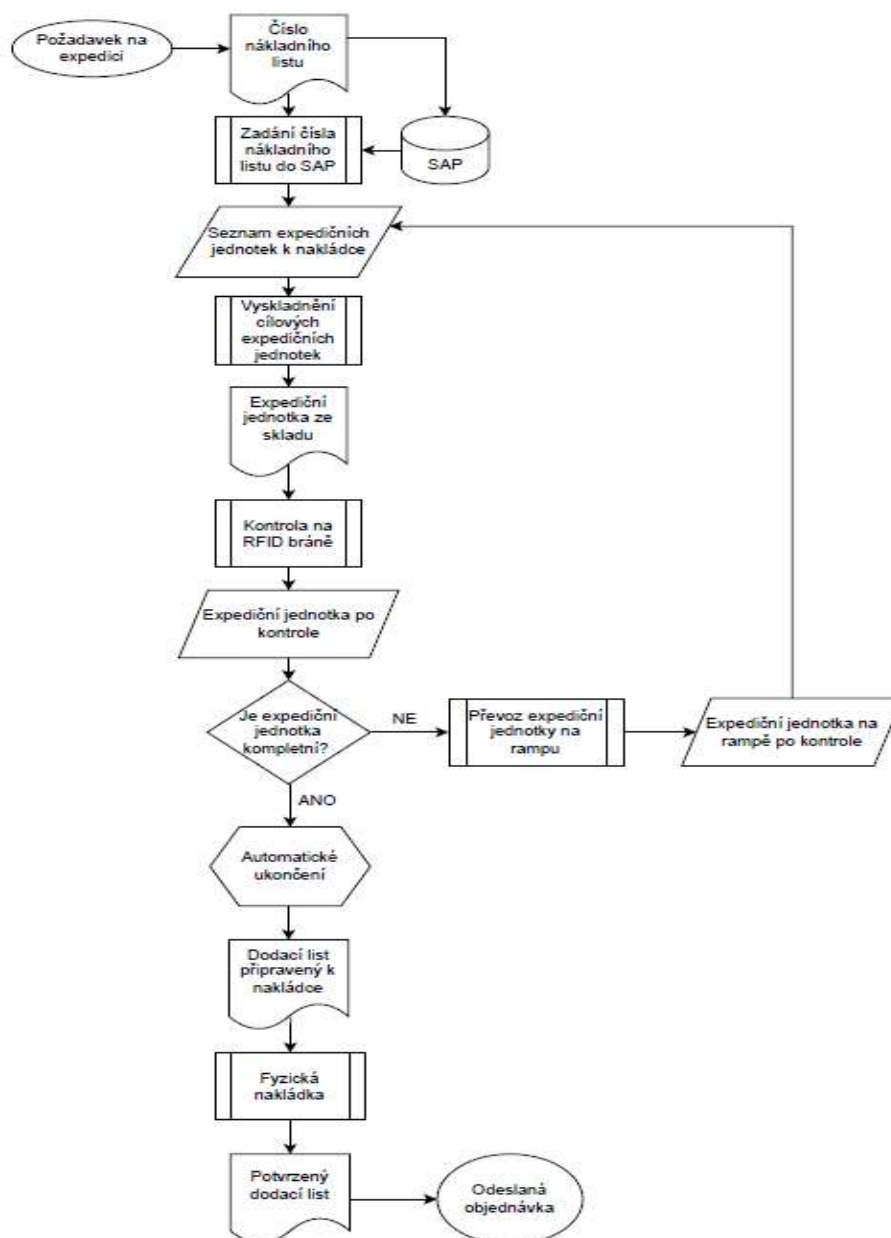 Požadavek na
expedici
Číslo
nákladního
listu
Zadání čísla
nákladního
listu do SAP
SAP
Seznam expedičních
jednotek k nakládce
Vyskladnění
cílových
expedičních
jednotek
Expediční
jednotka ze
skladu
Kontrola na
RFID bráně
Expediční jednotka po
kontrole
Je expediční
jednotka
kompletní?
NE
Převoz expediční
jednotky na
rampu
Expediční jednotka na
rampě po kontrole
ANO
Automatické
ukončení
Dodací list
připravený k
nakládce
Fyzická
nakládka
Potvrzený
dodací list
Odeslaná
objednávka